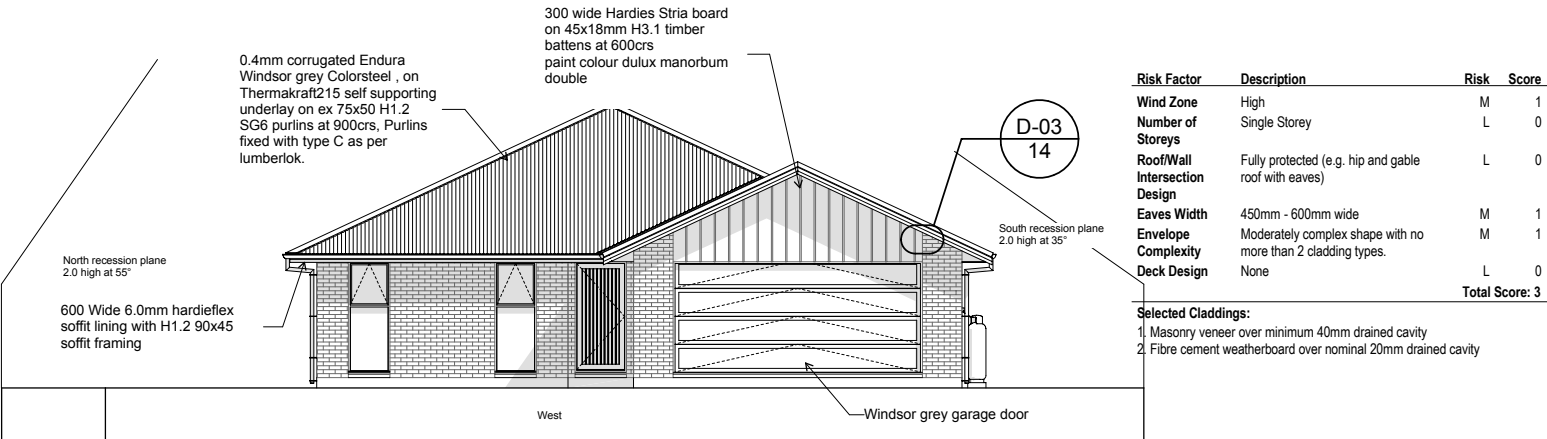 300 wide Hardies Stria board
on 45x18mm H3.1 timber
battens at 600crs
paint colour dulux manorbum
double
0.4mm corrugated Endura
Windsor grey Colorsteel , on
Thermakraft215 self supporting
underlay on ex 75x50 H1.2
SG6 purlins at 900crs, Purlins
fixed with type C as per
lumberlok.
D-03
14
North recession plane
2.0 high at 55°
South recession plane
2.0 high at 35°
600 Wide 6.0mm hardieflex
soffit lining with H1.2 90x45
soffit framing
West
Windsor grey garage door
Risk Factor Description Risk Score
Wind Zone High M 1
Number of Single Storey L 0
Storeys
Roof/Wall Fully protected (e.g. hip and gable L 0
Intersection roof with eaves)
Design
Eaves Width 450mm - 600mm wide M 1
Envelope Moderately complex shape with no M 1
Complexity more than 2 cladding types.
Deck Design None L 0
Total Score: 3
Selected Claddings:
1. Masonry veneer over minimum 40mm drained cavity
2. Fibre cement weatherboard over nominal 20mm drained cavity